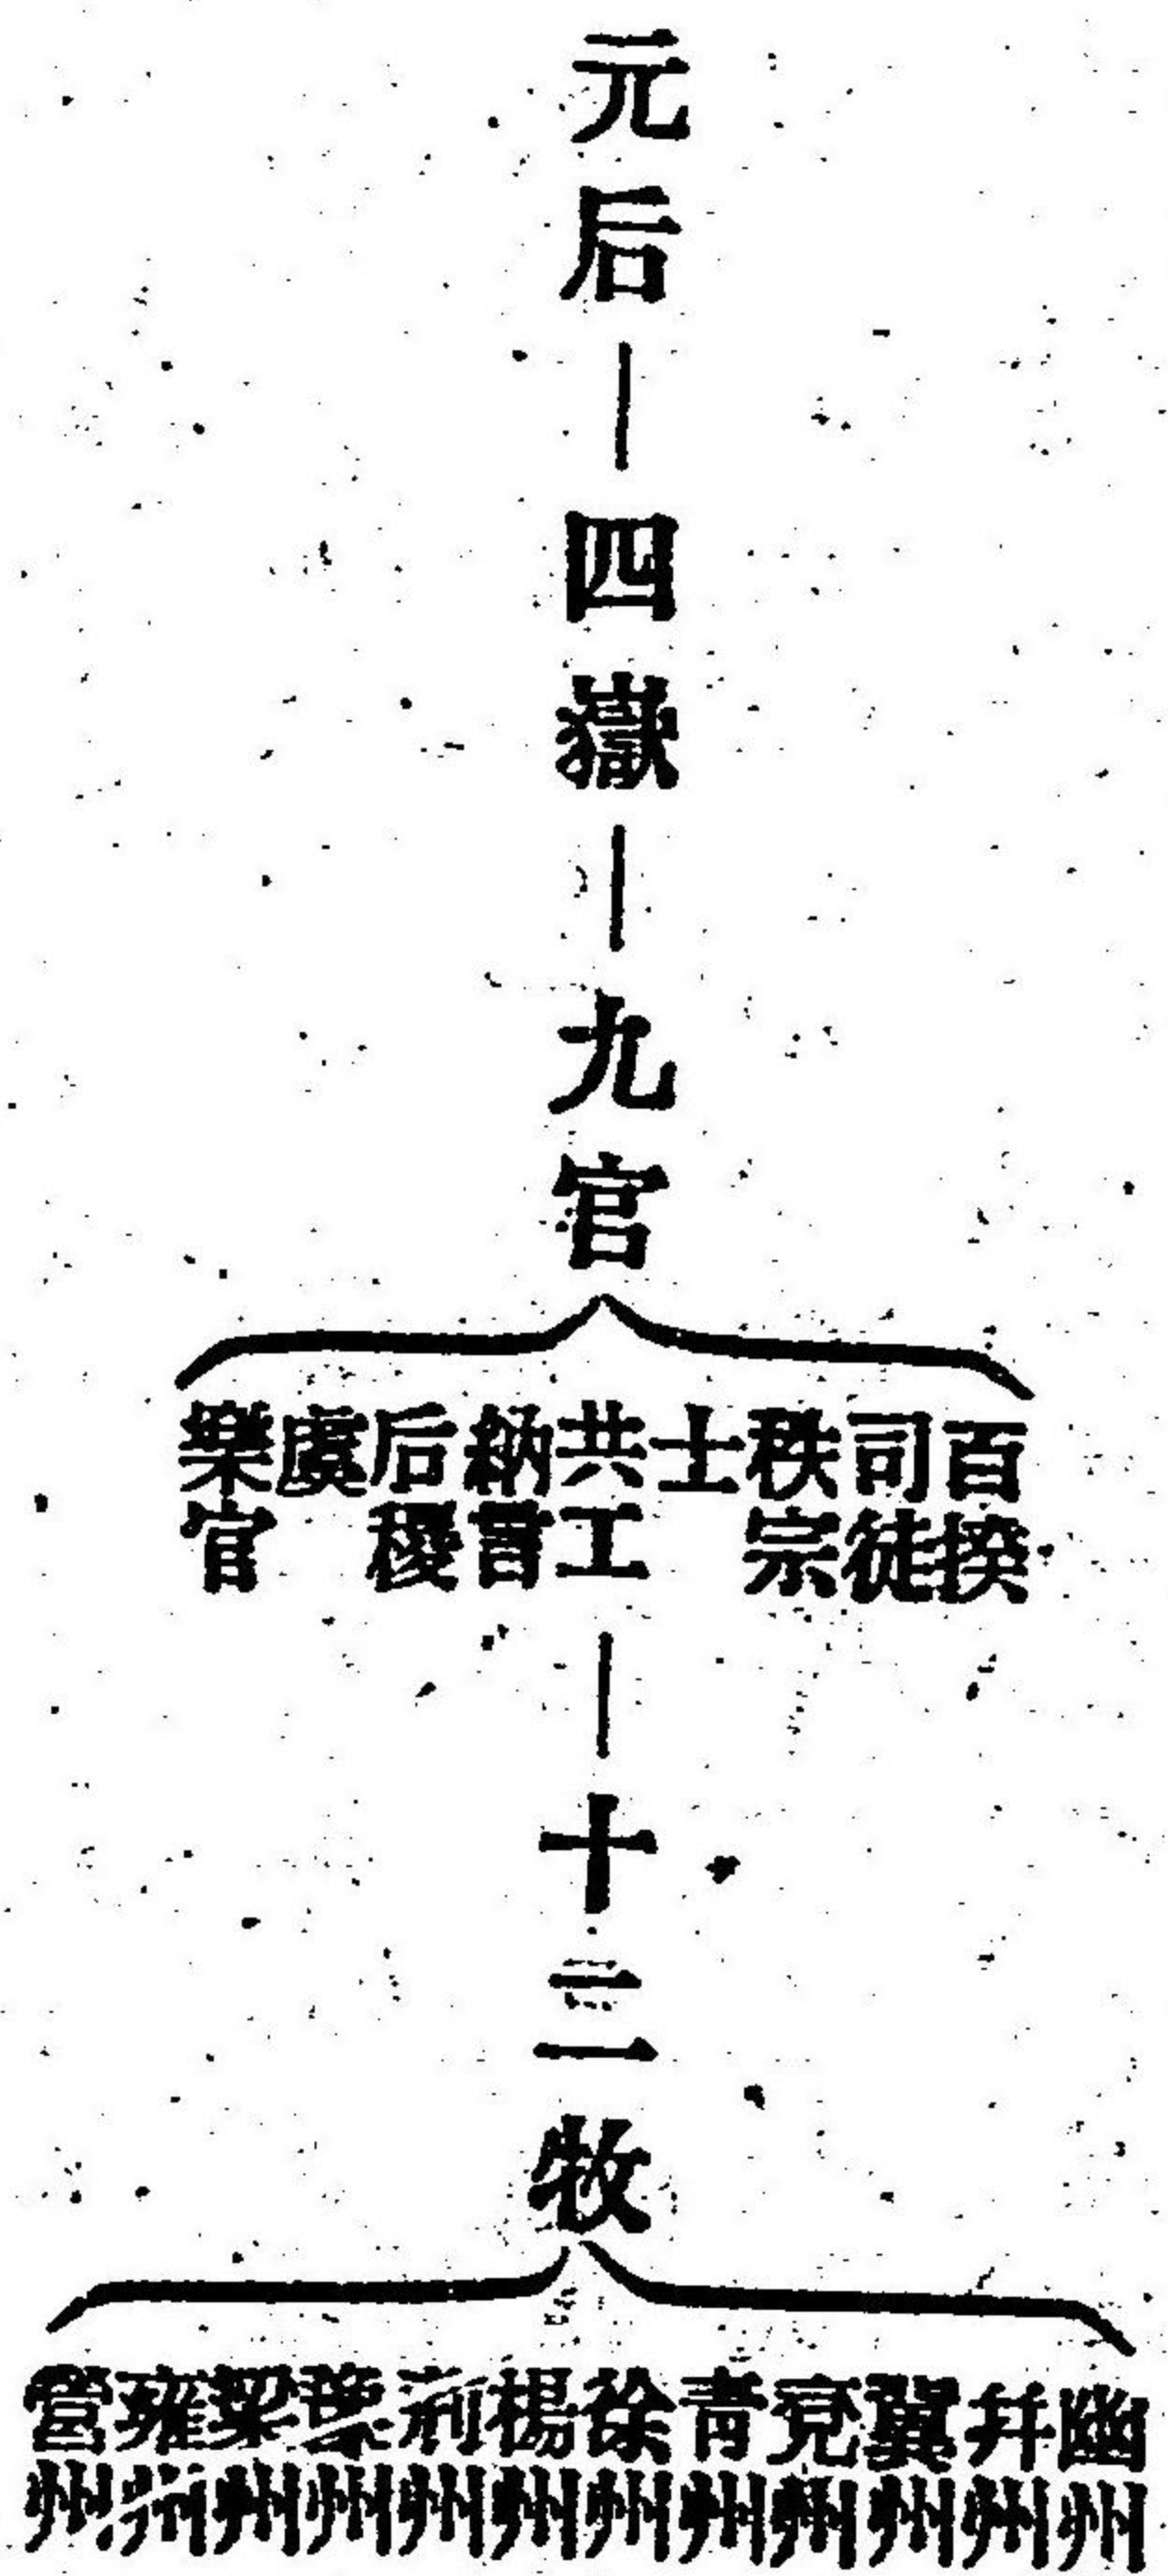 元后
四嶽
九官
百揆
司徒
秩宗
士
共工
納言
后稷
虞
樂官
十二牧
幽州
并州
冀州
兗州
青州
徐州
楊州
荊州
豫州
梁州
雍州
營州